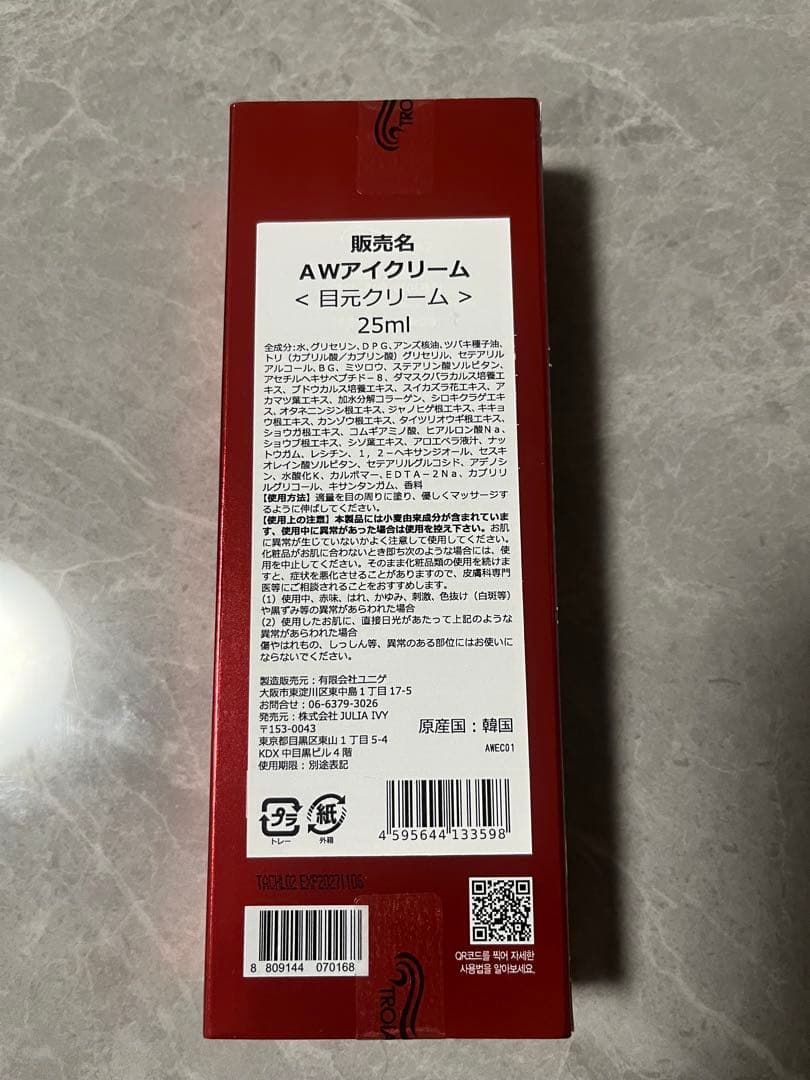 TROI
販売名
AWアイクリーム
< 目元クリーム >
25ml
全成分:水、グリセリン、DPG、アンズ核油、ツバキ種子油、
トリ（カプリル酸／カプリン酸）グリセリル、セテアリル
アルコール、BG、ミツロウ、ステアリン酸ソルビタン、
アセチルヘキサペプチド－8、ダマスクバラカルス培養エ
キス、ブドウカルス培養エキス、スイカズラ花エキス、ア
カマツ葉エキス、加水分解コラーゲン、シロキクラゲエキ
ス、オタネニンジン根エキス、ジャノヒゲ根エキス、キキョ
ウ根エキス、カンゾウ根エキス、タイツリオウギ根エキス、
ショウガ根エキス、コムギアミノ酸、ヒアルロン酸Na、
ショウブ根エキス、シソ葉エキス、アロエベラ液汁、ナッ
トウガム、レシチン、1，2－ヘキサンジオール、セスキ
オレイン酸ソルビタン、セテアリルグルコシド、アデノシ
ン、水酸化K、カルボマー、EDTA－2Na、カプリリ
ルグリコール、キサンタンガム、香料
【使用方法】適量を目の周りに塗り、優しくマッサージす
るように伸ばしてください。
【使用上の注意】本製品には小麦由来成分が含まれていま
す、使用中に異常があった場合は使用を控え下さい。お肌
に異常が生じていないかよく注意して使用してください。
化粧品がお肌に合わないとき即ち次のような場合には、使
用を中止してください。そのまま化粧品類の使用を続けま
すと、症状を悪化させることがありますので、皮膚科専門
医等にご相談されることをおすすめします。
（1）使用中、赤味、はれ、かゆみ、刺激、色抜け（白斑等）
や黒ずみ等の異常があらわれた場合
（2）使用したお肌に、直接日光があたって上記のような
異常があらわれた場合
傷やはれもの、しっしん等、異常のある部位にはお使いに
ならないでください。
製造販売元：有限会社ユニゲ
大阪市東淀川区東中島1丁目17-5
お問合せ：06-6379-3026
発売元：株式会社 JULIA IVY
〒153-0043
東京都目黒区東山1丁目5-4
KDX 中目黒ビル4階
使用期限：別途表記
原産国：韓国
AWEC01
プラ
トレー
紙
外箱
4 595644 133598
TACHL02 EXP20271106
8 809144 070168
QR코드를 찍어 자세한
사용법을 알아보세요.
TROIA